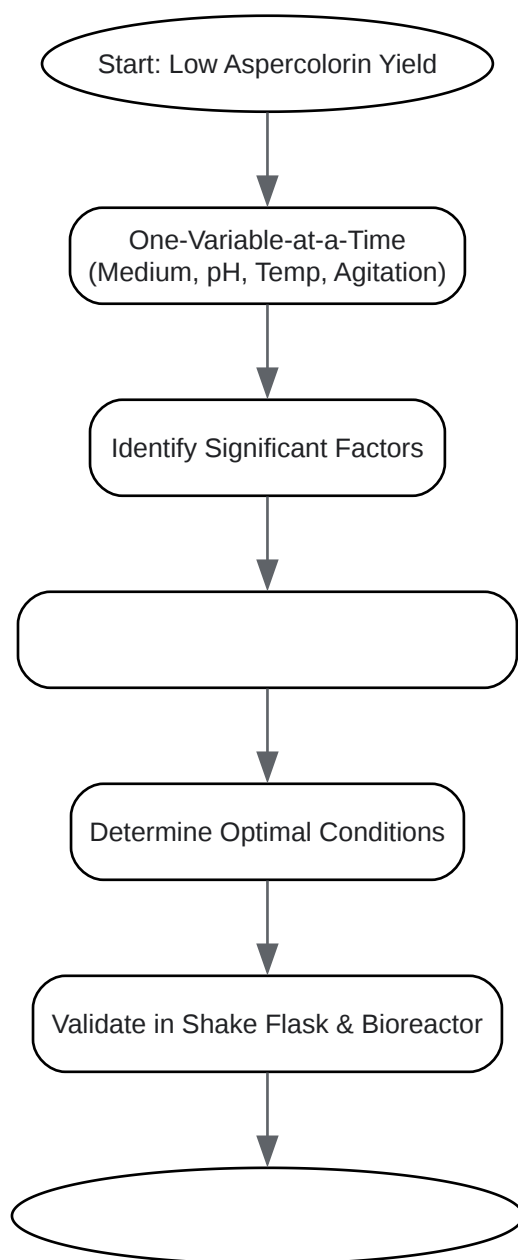 Start: Low Aspercolorin Yield
One-Variable-at-a-Time
(Medium, pH, Temp, Agitation)
Identify Significant Factors
Determine Optimal Conditions
Validate in Shake Flask & Bioreactor